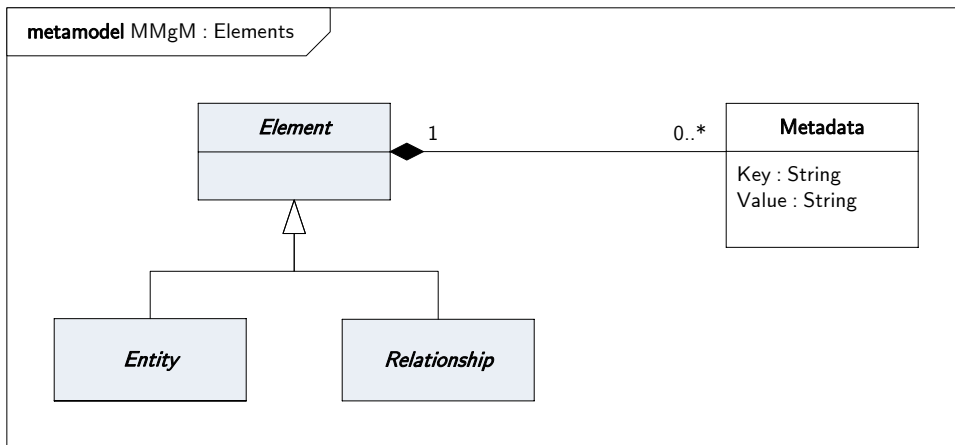 metamodel MMgM : Elements
Element
1
0..*
Metadata
Key : String
Value : String
Entity
Relationship